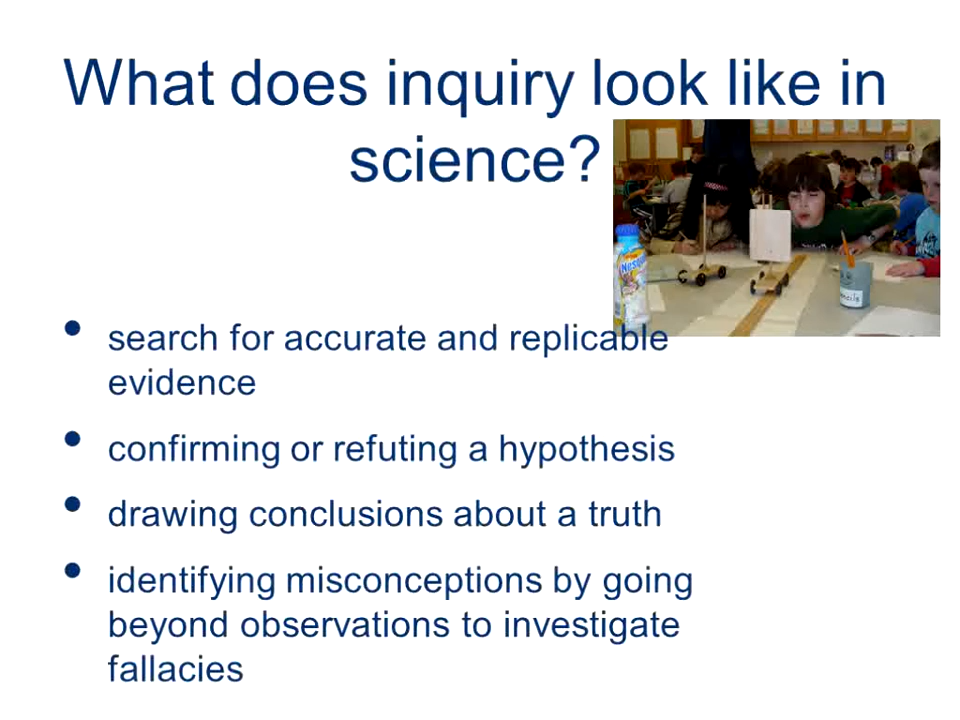 What does inquiry look like in
science?
• search for accurate and replicable
evidence
• confirming or refuting a hypothesis
• drawing conclusions about a truth
• identifying misconceptions by going
beyond observations to investigate
fallacies